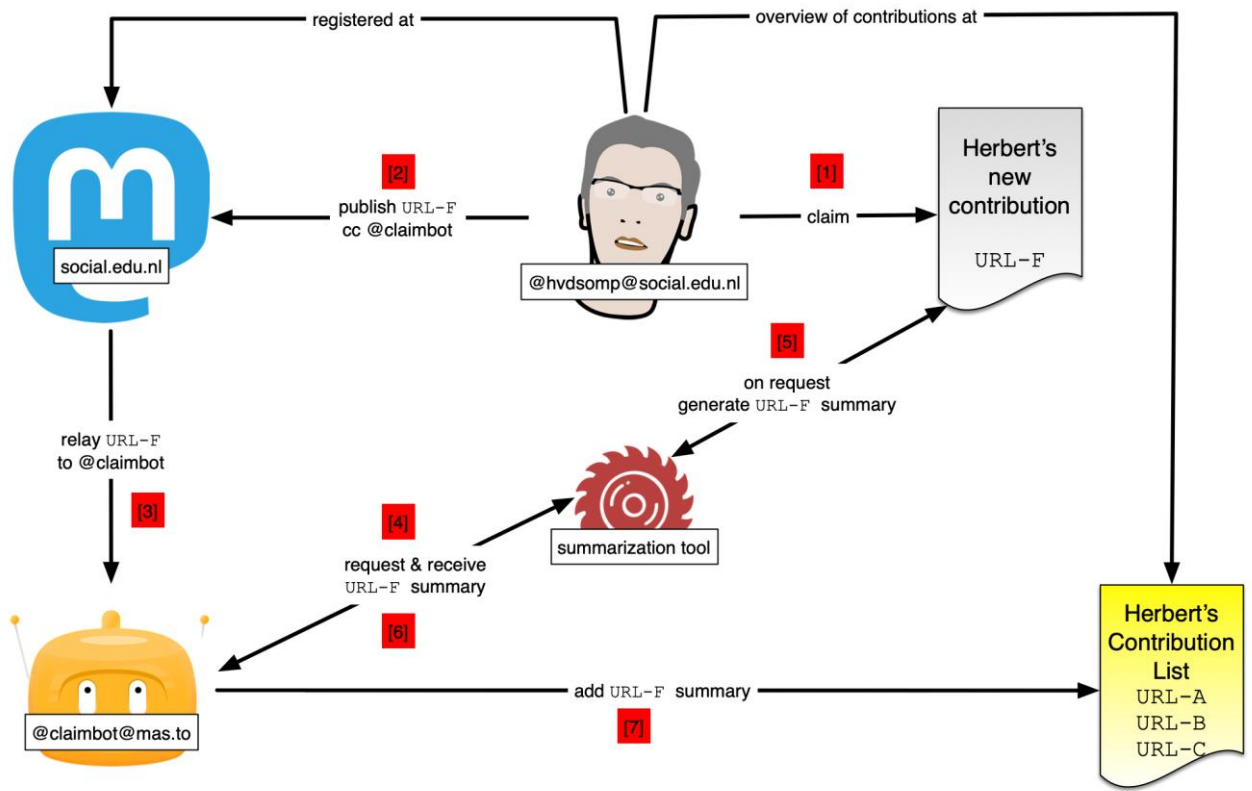 registered at
overview of contributions at
[2]
publish URL-F
cc @claimbot
social.edu.nl
@hvdsomp@social.edu.nl
[1]
claim
Herbert's
new
contribution
URL-F
[5]
on request
generate URL-F summary
relay URL-F
to @claimbot
[3]
summarization tool
[4]
request & receive
URL-F summary
[6]
@claimbot@mas.to
add URL-F summary
[7]
Herbert's
Contribution
List
URL-A
URL-B
URL-C